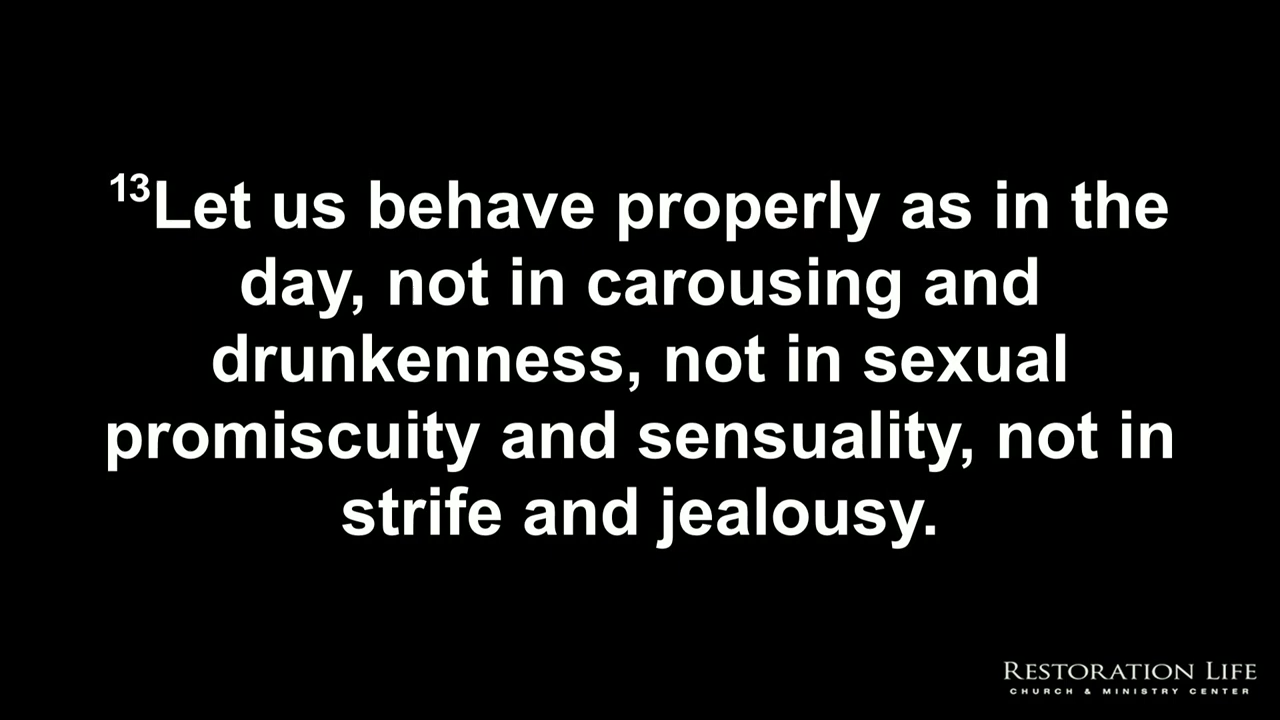 13Let us behave properly as in the
day, not in carousing and
drunkenness, not in sexual
promiscuity and sensuality, not in
strife and jealousy.
RESTORATION LIFE
CHURCH & MINISTRY CENTER